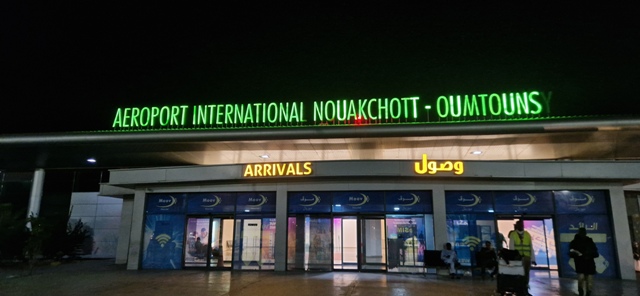 AEROPORT INTERNATIONAL NOUAKCHOTT - OUMTOUNSY
ARRIVALS وصول